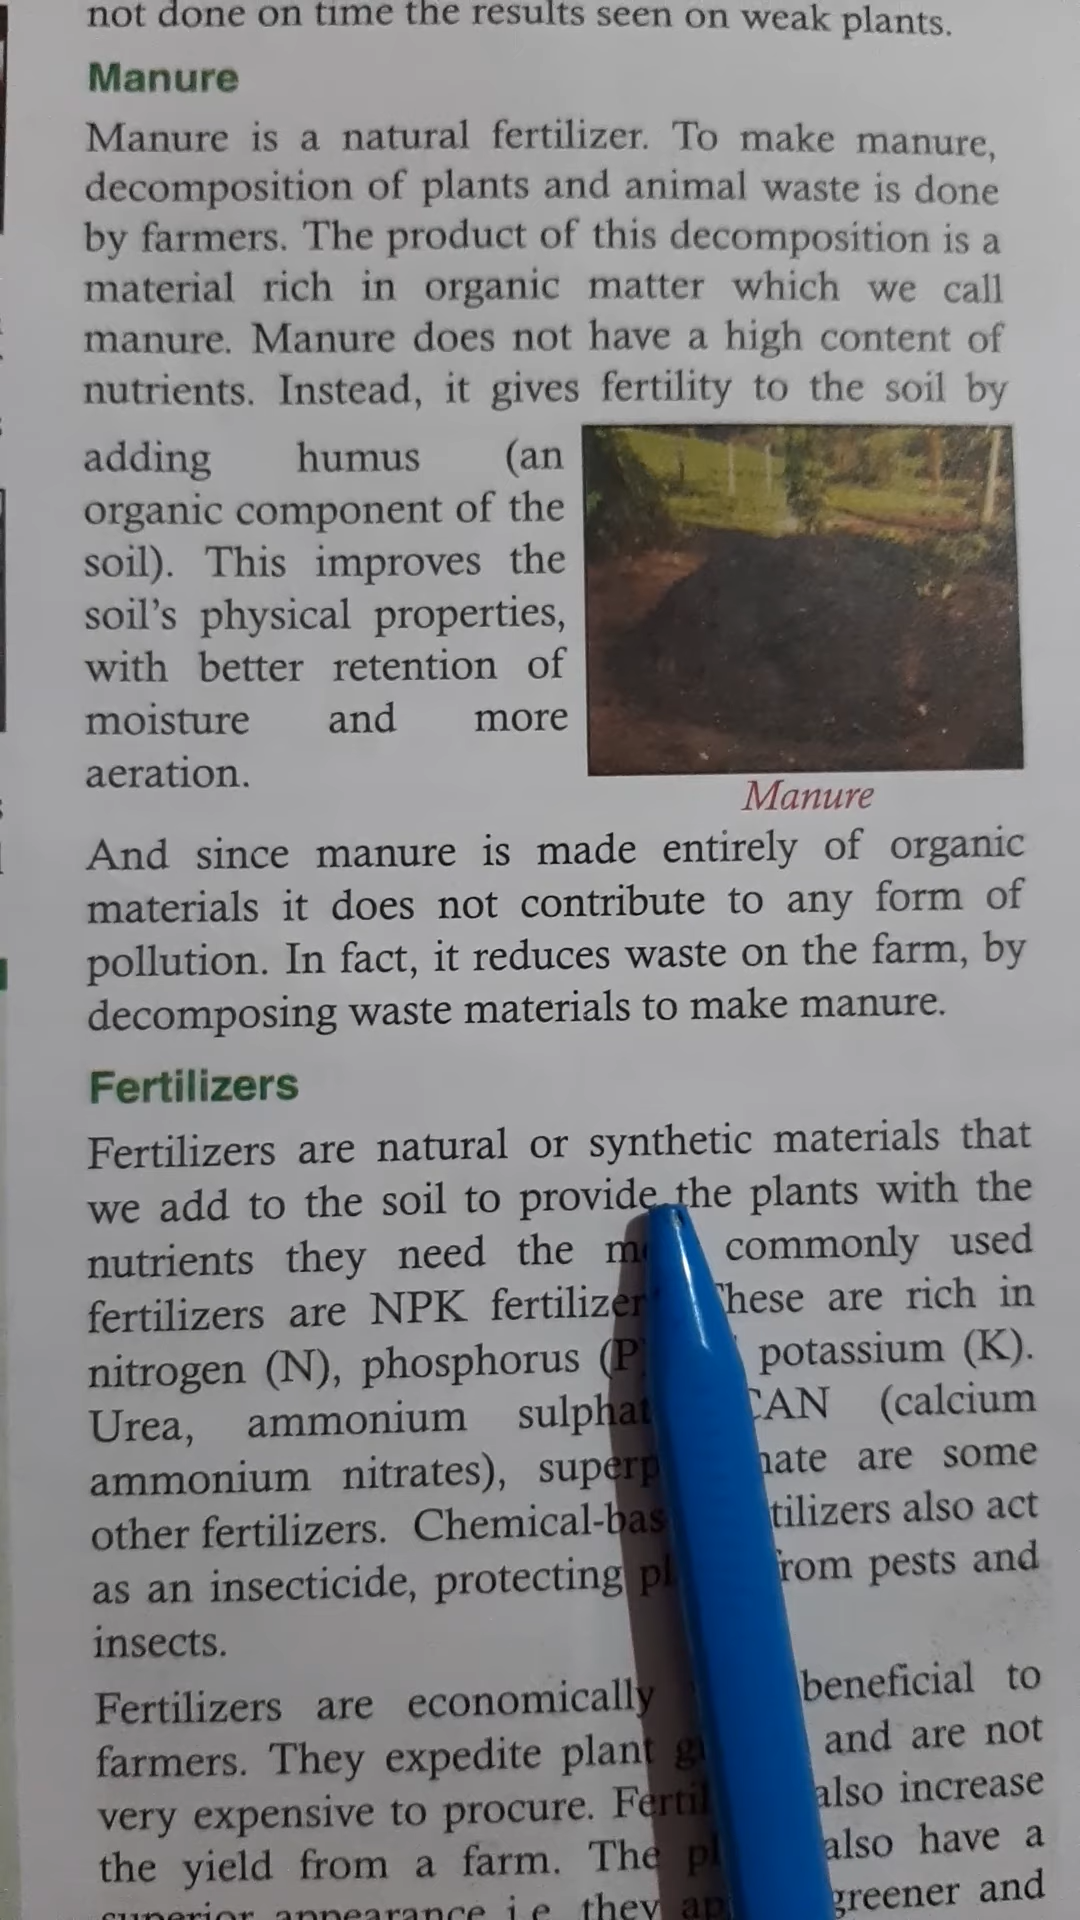 not done on time the results seen on weak plants.
Manure
Manure is a natural fertilizer. To make manure,
decomposition of plants and animal waste is done
by farmers. The product of this decomposition is a
material rich in organic matter which we call
manure. Manure does not have a high content of
nutrients. Instead, it gives fertility to the soil by
adding humus (an
organic component of the
soil). This improves the
soil's physical properties,
with better retention of
moisture and more
aeration.
Manure
And since manure is made entirely of organic
materials it does not contribute to any form of
pollution. In fact, it reduces waste on the farm, by
decomposing waste materials to make manure.
Fertilizers
Fertilizers are natural or synthetic materials that
we add to the soil to provide the plants with the
nutrients they need the commonly used
fertilizers are NPK These are rich in
nitrogen (N), phosphorus potassium (K).
Urea, ammonium CAN (calcium
ammonium nitrates), are some
other fertilizers. also act
as an insecticide, protecting from pests and
insects.
Fertilizers are economically beneficial to
farmers. They expedite plant and are not
very expensive to procure. also increase
the yield from a farm. The also have a
superior appearance i.e they greener and